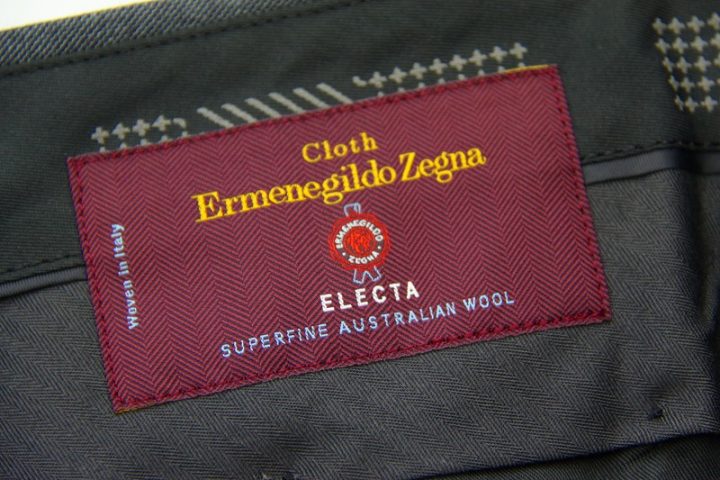 Cloth
Ermenegildo Zegna
Woven in Italy
ERMENEGILDO
ZEGNA
ELECTA
SUPERFINE AUSTRALIAN WOOL